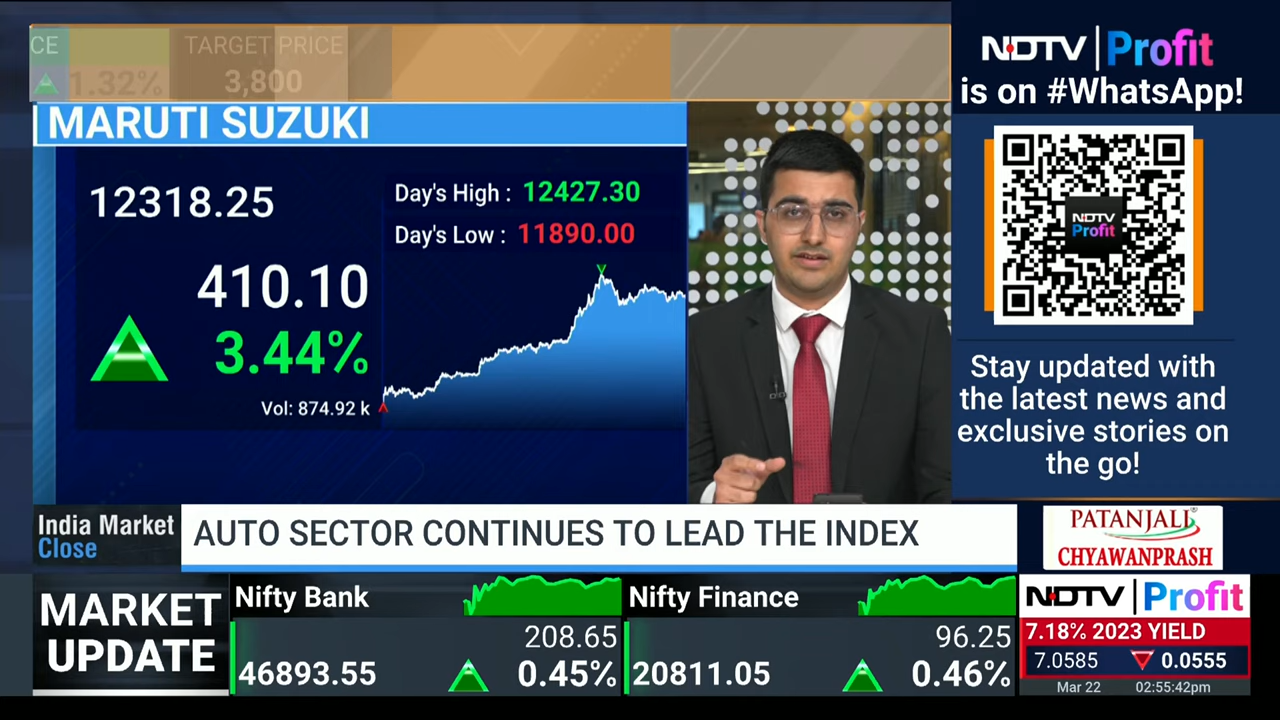 CE
1.32%
TARGET PRICE
3,800
MARUTI SUZUKI
12318.25
410.10
3.44%
Vol: 874.92 k
Day's High : 12427.30
Day's Low : 11890.00
NDTV Profit
is on #WhatsApp!
NDTV
Profit
Stay updated with
the latest news and
exclusive stories on
the go!
India Market
Close
AUTO SECTOR CONTINUES TO LEAD THE INDEX
PATANJALI®
CHYAWANPRASH
MARKET
UPDATE
Nifty Bank
208.65
46893.55 0.45%
Nifty Finance
96.25
20811.05 0.46%
NDTV Profit
7.18% 2023 YIELD
7.0585 0.0555
Mar 22 02:55:42pm